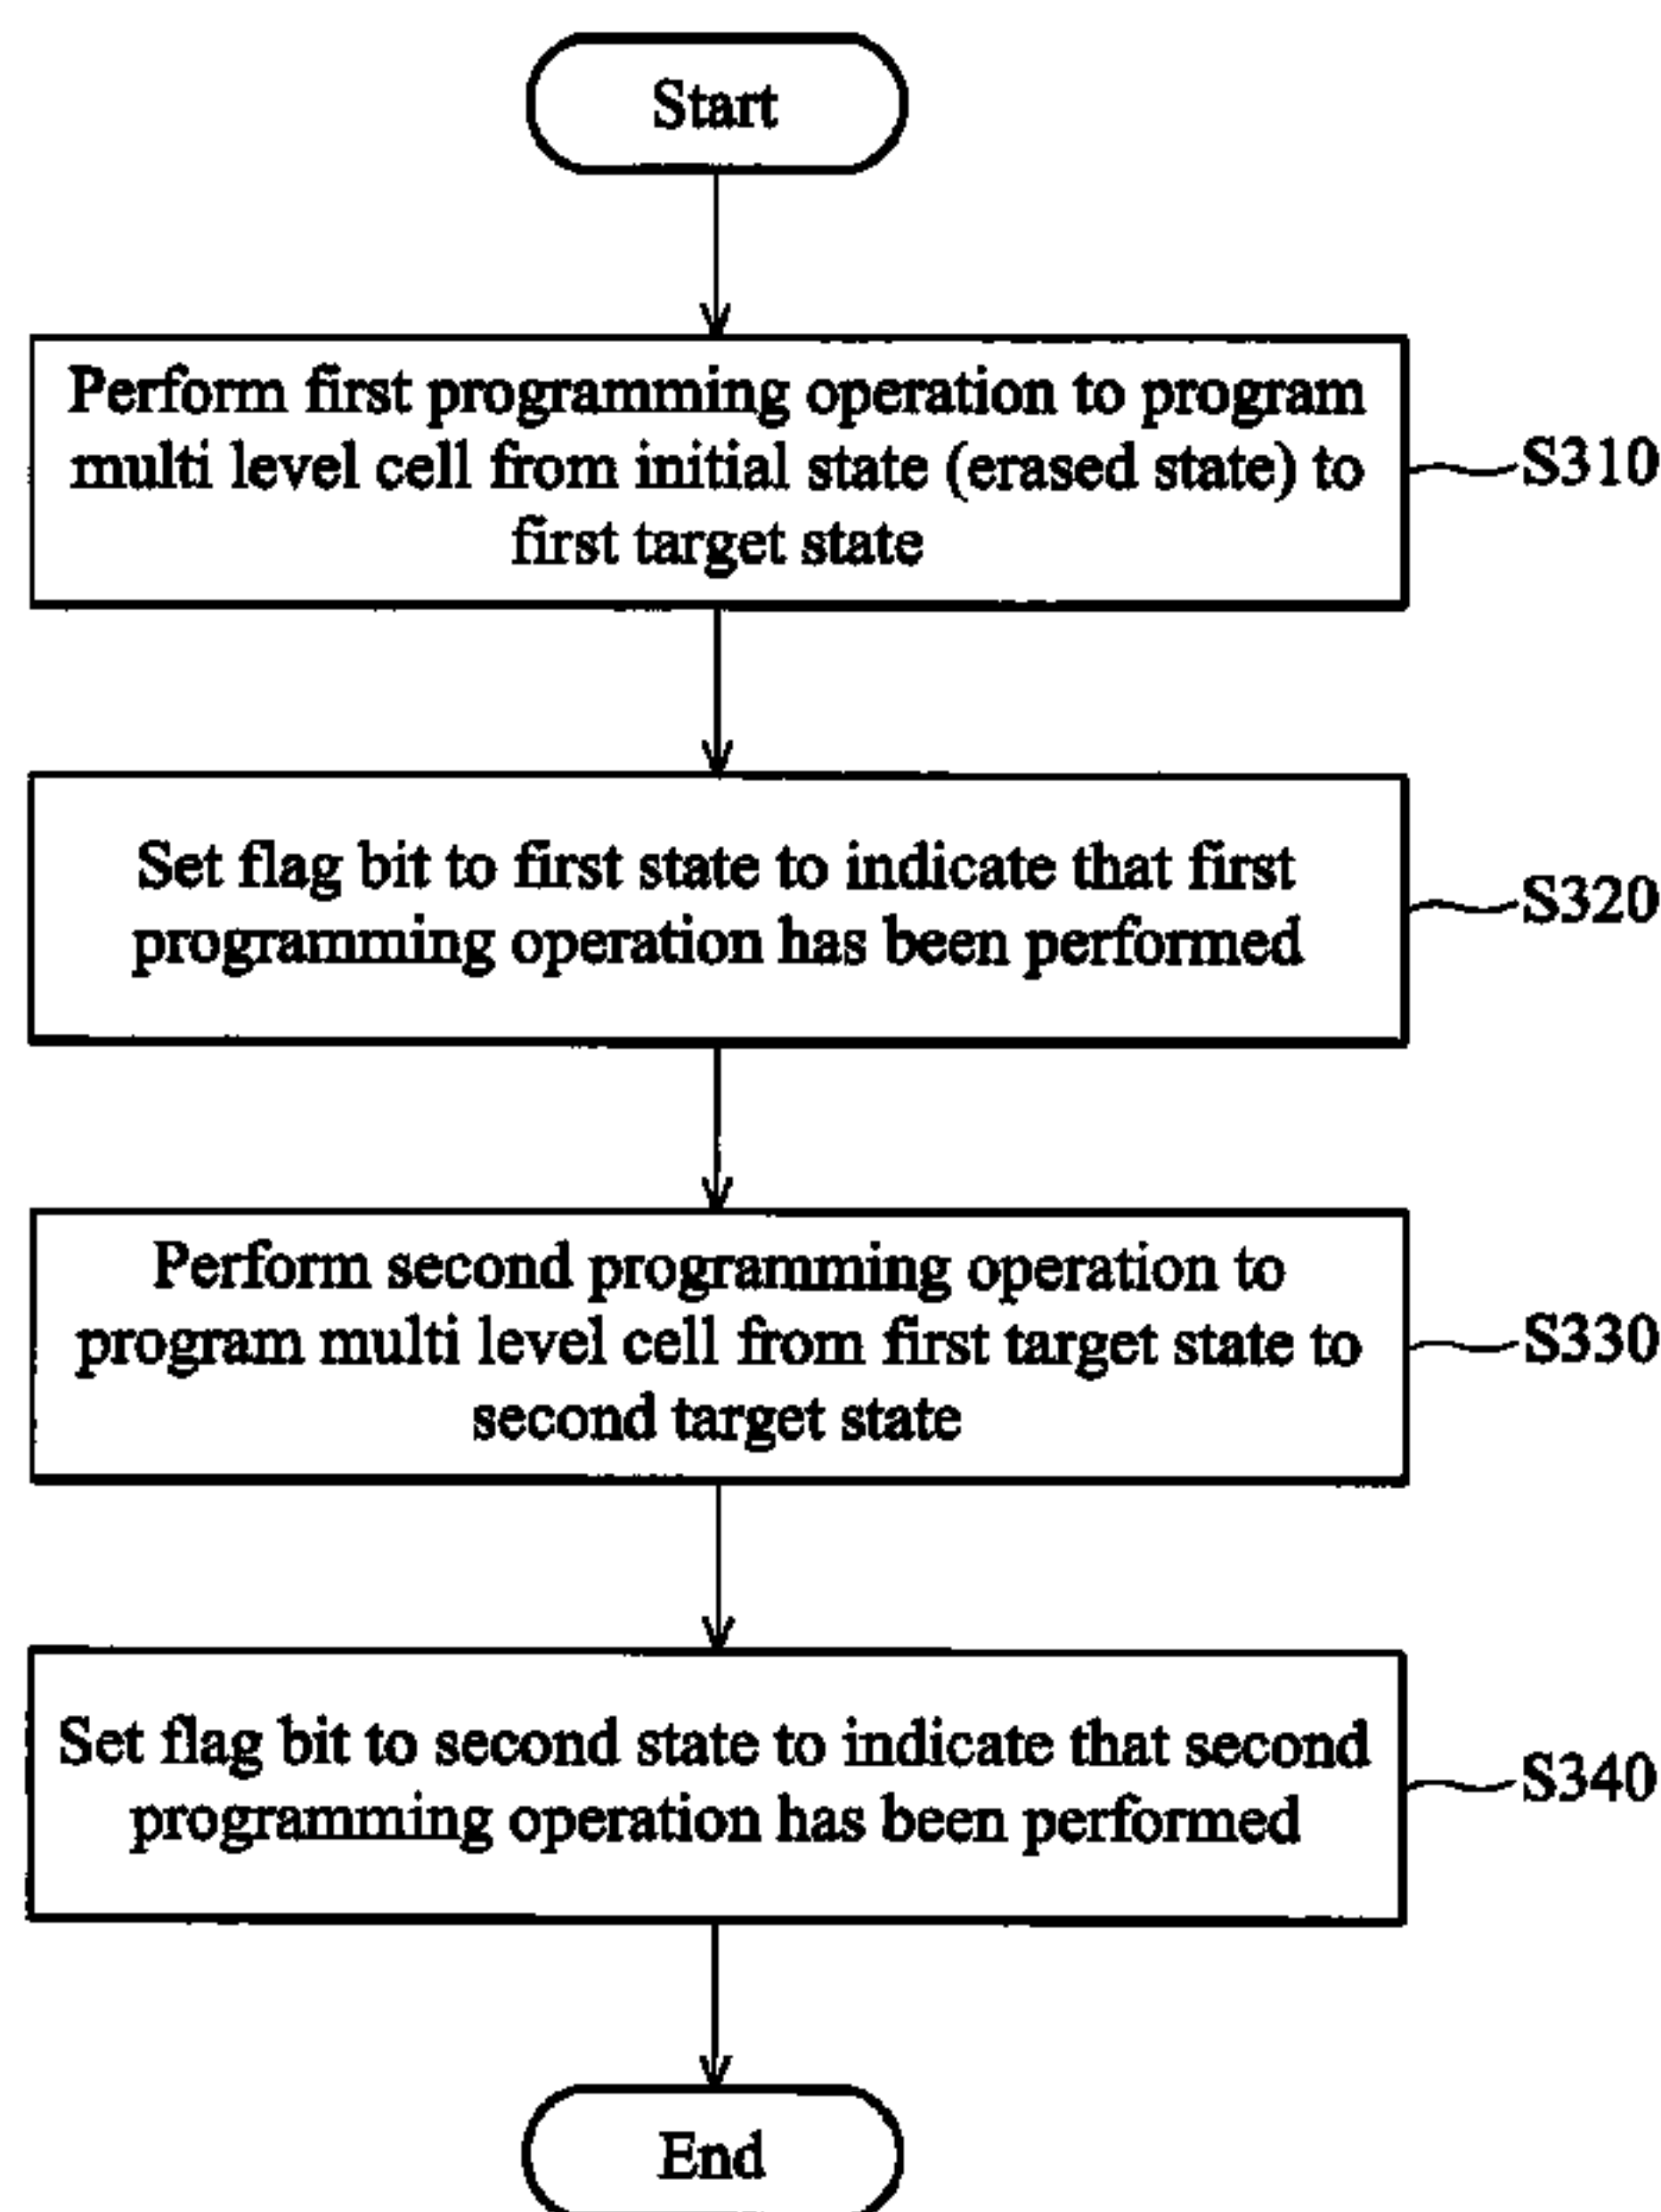 Start
Perform first programming operation to program
multi level cell from initial state (erased state) to
first target state
S310
Set flag bit to first state to indicate that first
programming operation has been performed
S320
Perform second programming operation to
program multi level cell from first target state to
second target state
S330
Set flag bit to second state to indicate that second
programming operation has been performed
S340
End